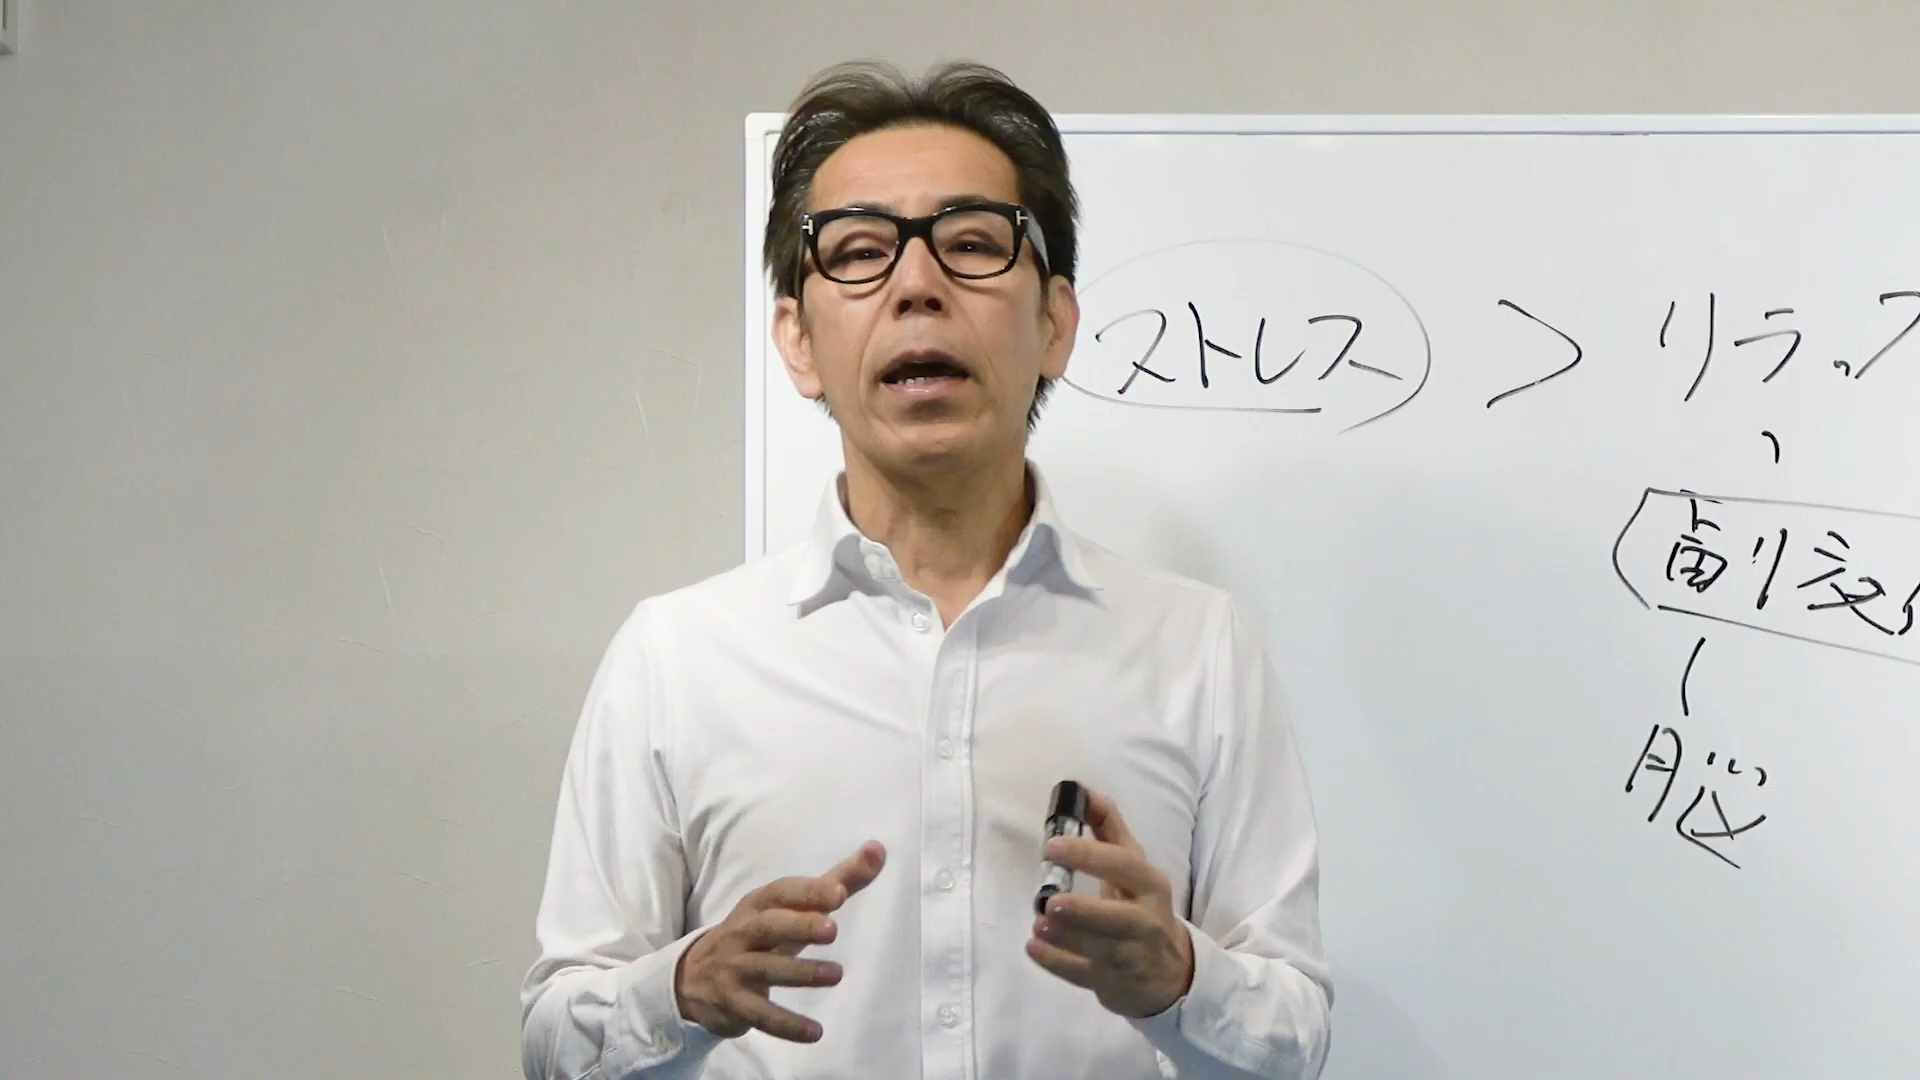 ストレス > リラッ
副交
脳